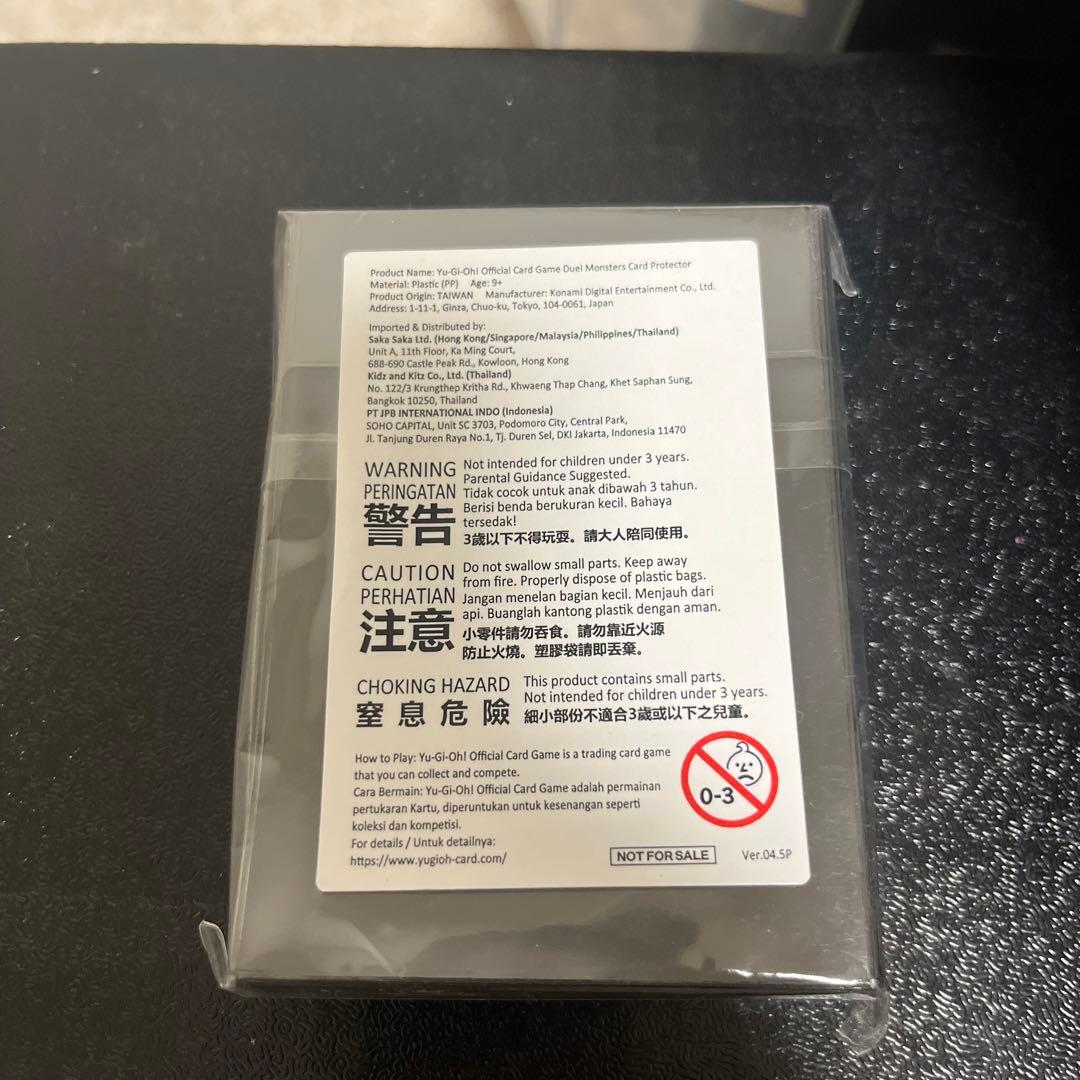 Product Name: Yu-Gi-Oh! Official Card Game Duel Monsters Card Protector
Material: Plastic (PP) Age: 9+
Product Origin: TAIWAN Manufacturer: Konami Digital Entertainment Co., Ltd.
Address: 1-11-1, Ginza, Chuo-ku, Tokyo, 104-0061, Japan
Imported & Distributed by:
Saka Saka Ltd. (Hong Kong/Singapore/Malaysia/Philippines/Thailand)
Unit A, 11th Floor, Ka Ming Court,
688-690 Castle Peak Rd., Kowloon, Hong Kong
Kidz and Kitz Co., Ltd. (Thailand)
No. 122/3 Krungthep Kritha Rd., Khwaeng Thap Chang, Khet Saphan Sung,
Bangkok 10250, Thailand
PT JPB INTERNATIONAL INDO (Indonesia)
SOHO CAPITAL, Unit SC 3703, Podomoro City, Central Park,
Jl. Tanjung Duren Raya No.1, Tj. Duren Sel, DKI Jakarta, Indonesia 11470
WARNING
PERINGATAN
警告
Not intended for children under 3 years.
Parental Guidance Suggested.
Tidak cocok untuk anak dibawah 3 tahun.
Berisi benda berukuran kecil. Bahaya
tersedak!
3歲以下不得玩耍。請大人陪同使用。
CAUTION
PERHATIAN
注意
Do not swallow small parts. Keep away
from fire. Properly dispose of plastic bags.
Jangan menelan bagian kecil. Menjauh dari
api. Buanglah kantong plastik dengan aman.
小零件請勿吞食。請勿靠近火源
防止火燒。塑膠袋請即丟棄。
CHOKING HAZARD
窒息危險
This product contains small parts.
Not intended for children under 3 years.
細小部份不適合3歲或以下之兒童。
How to Play: Yu-Gi-Oh! Official Card Game is a trading card game
that you can collect and compete.
Cara Bermain: Yu-Gi-Oh! Official Card Game adalah permainan
pertukaran Kartu, diperuntukan untuk kesenangan seperti
koleksi dan kompetisi.
For details / Untuk detailnya:
https://www.yugioh-card.com/
0-3
NOT FOR SALE Ver.04.5P